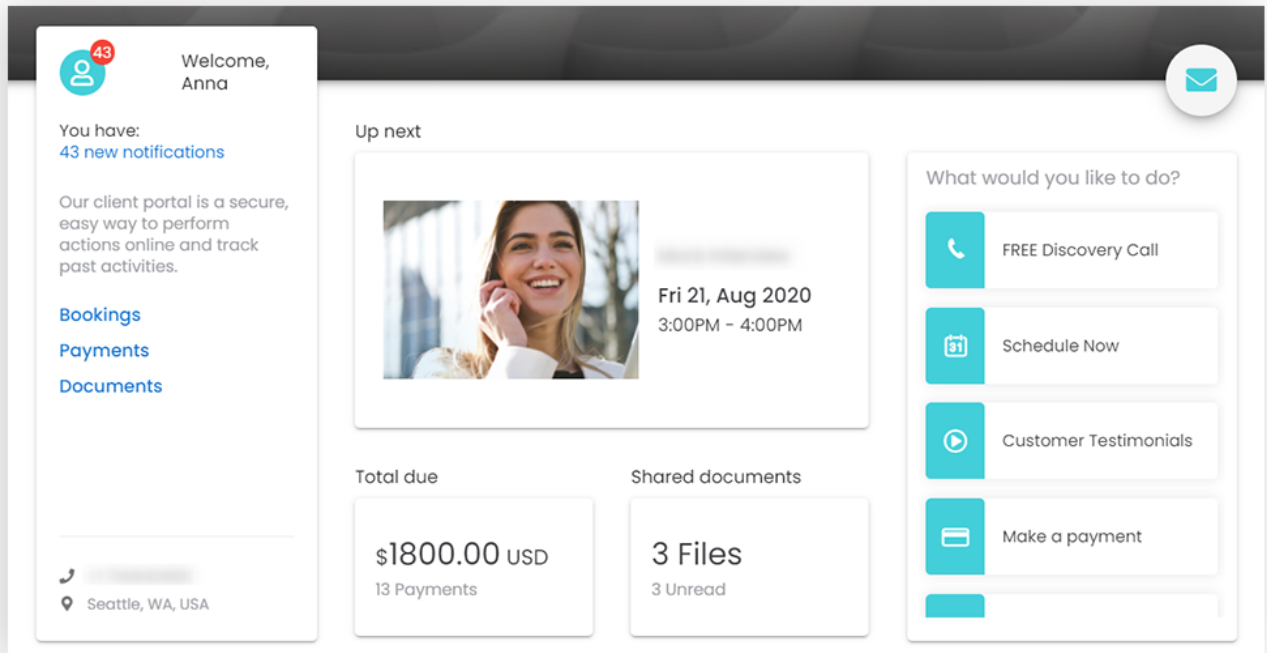 43
Welcome,
Anna
You have:
43 new notifications
Our client portal is a secure,
easy way to perform
actions online and track
past activities.
Bookings
Payments
Documents
Seattle, WA, USA
Up next
Fri 21, Aug 2020
3:00PM - 4:00PM
Total due
$1800.00 USD
13 Payments
Shared documents
3 Files
3 Unread
What would you like to do?
FREE Discovery Call
31
Schedule Now
Customer Testimonials
Make a payment